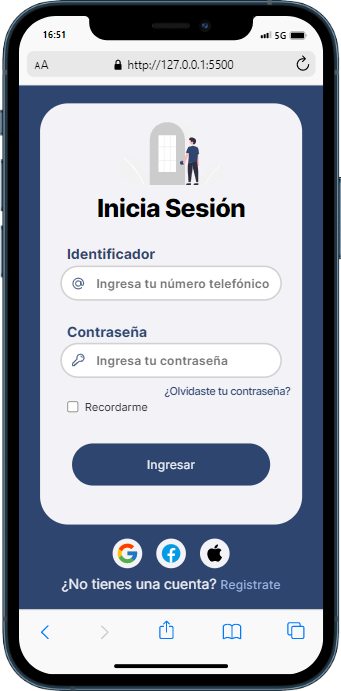 16:51
5G
AA
http://127.0.0.1:5500
Inicia Sesión
Identificador
@ Ingresa tu número telefónico
Contraseña
Ingresa tu contraseña
¿Olvidaste tu contraseña?
Recordarme
Ingresar
¿No tienes una cuenta? Registrate